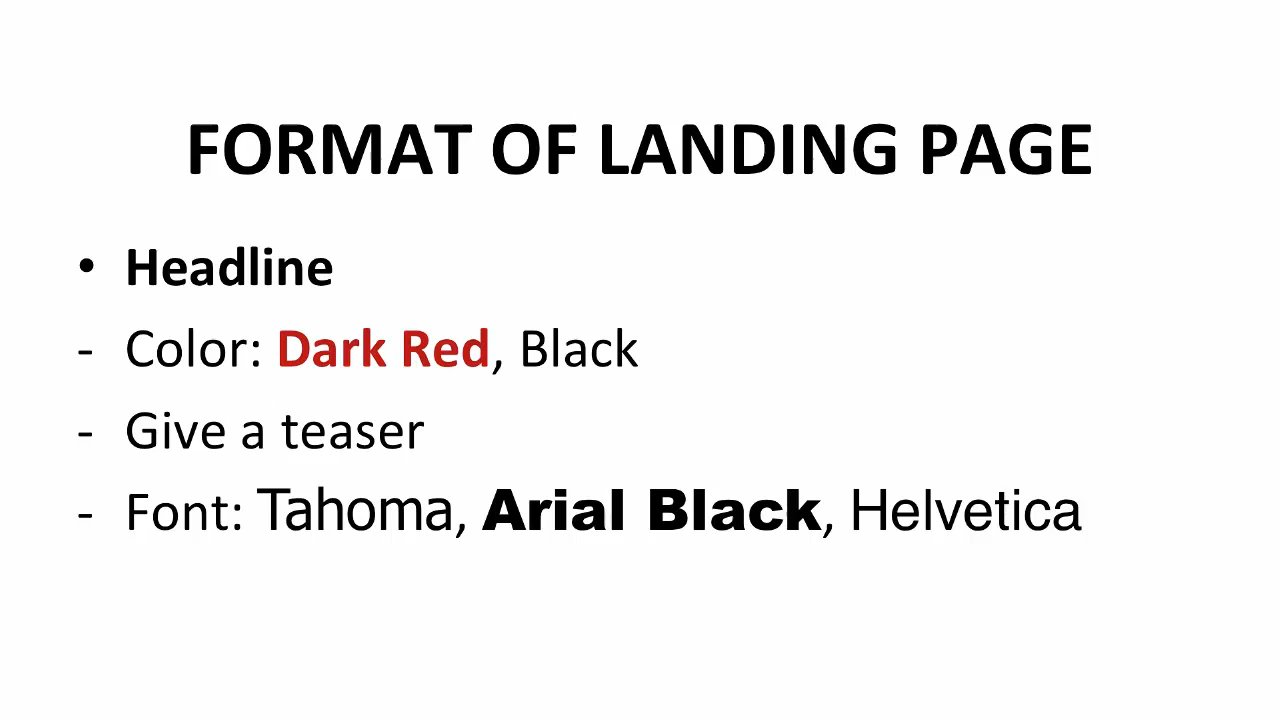 FORMAT OF LANDING PAGE
• Headline
- Color: Dark Red, Black
- Give a teaser
- Font: Tahoma, Arial Black, Helvetica